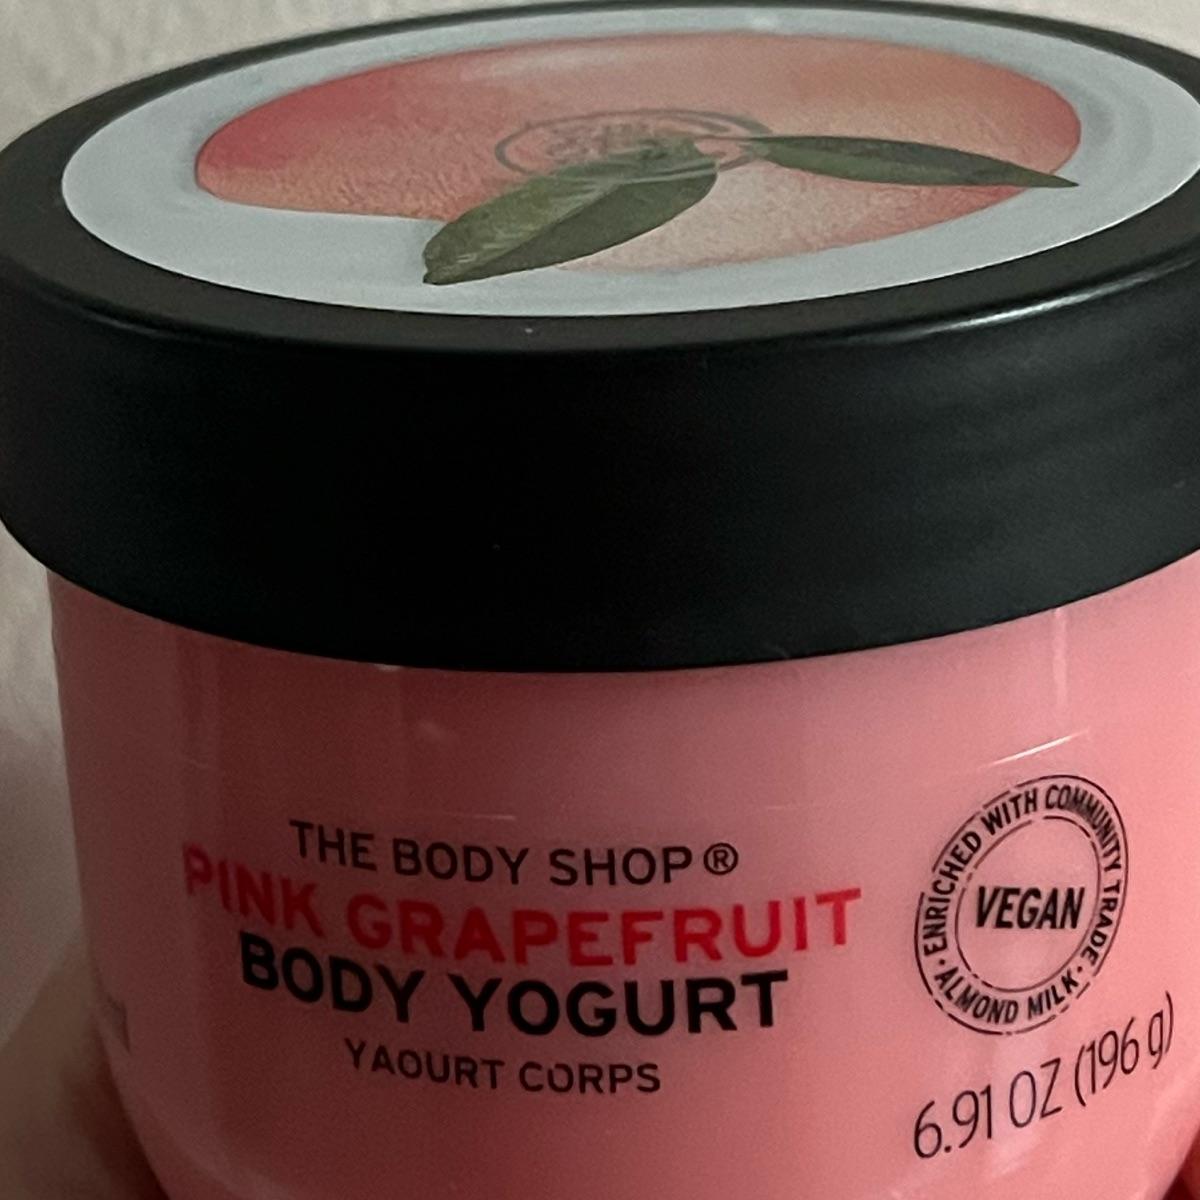 THE BODY SHOP®
PINK GRAPEFRUIT
BODY YOGURT
YAOURT CORPS
• ENRICHED WITH COMMUNITY TRADE •
ALMOND MILK
VEGAN
6.91 OZ (196 g)